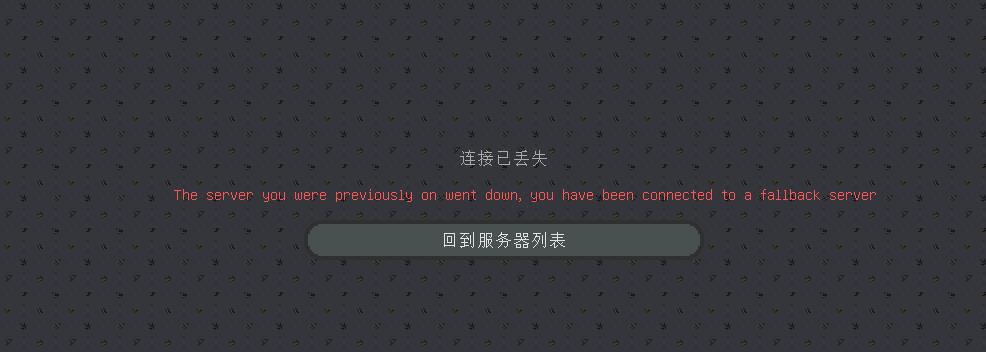 连接已丢失
The server you were previously on went down, you have been connected to a fallback server
回到服务器列表